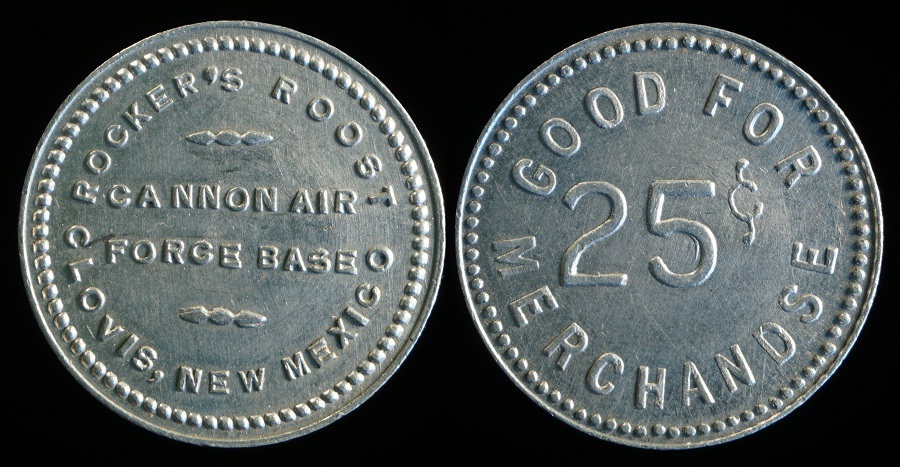 ROCKER'S ROOST
CANNON AIR
FORCE BASE
CLOVIS, NEW MEXICO
GOOD FOR
25¢
MERCHANDSE